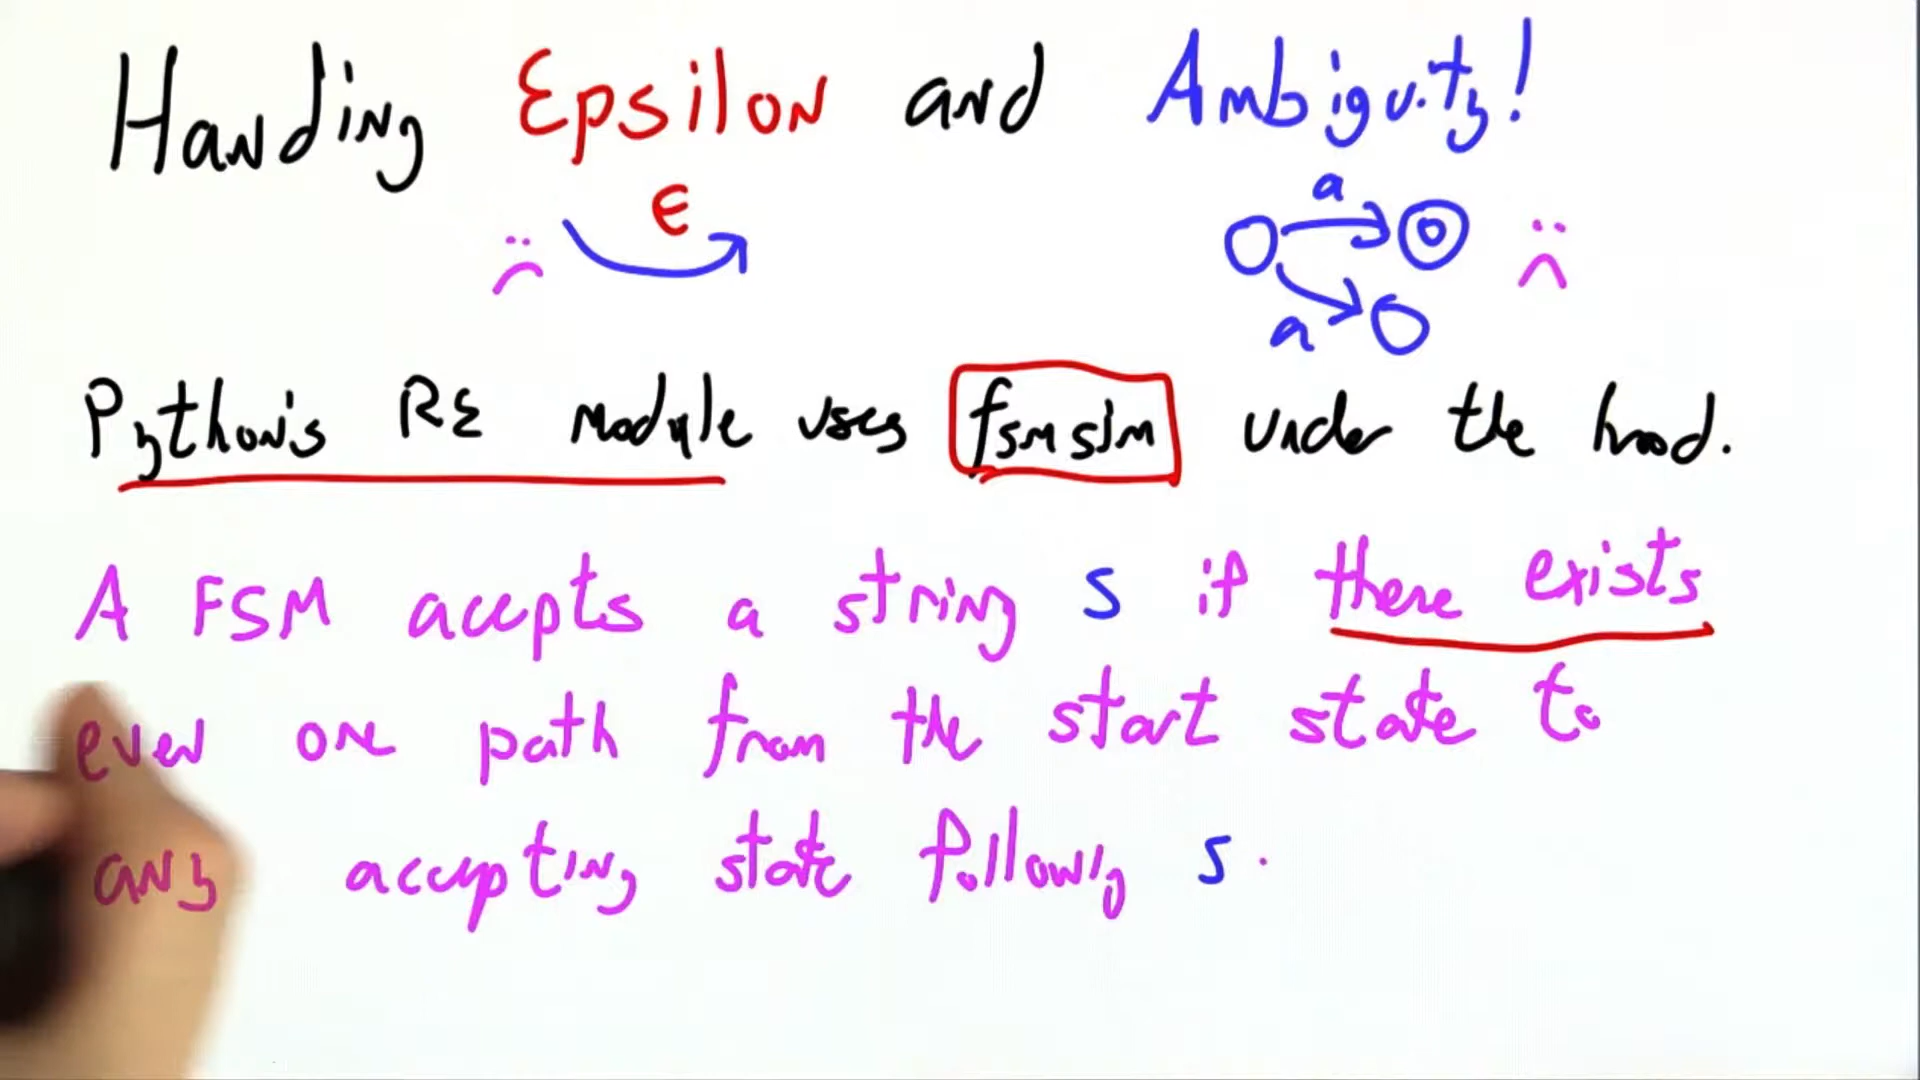 Handing Epsilon and Ambiguity!
ε
a
a
Python's RE module uses fsmsim under the hood.
A FSM accepts a string s if there exists
even one path from the start state to
any accepting state following s.